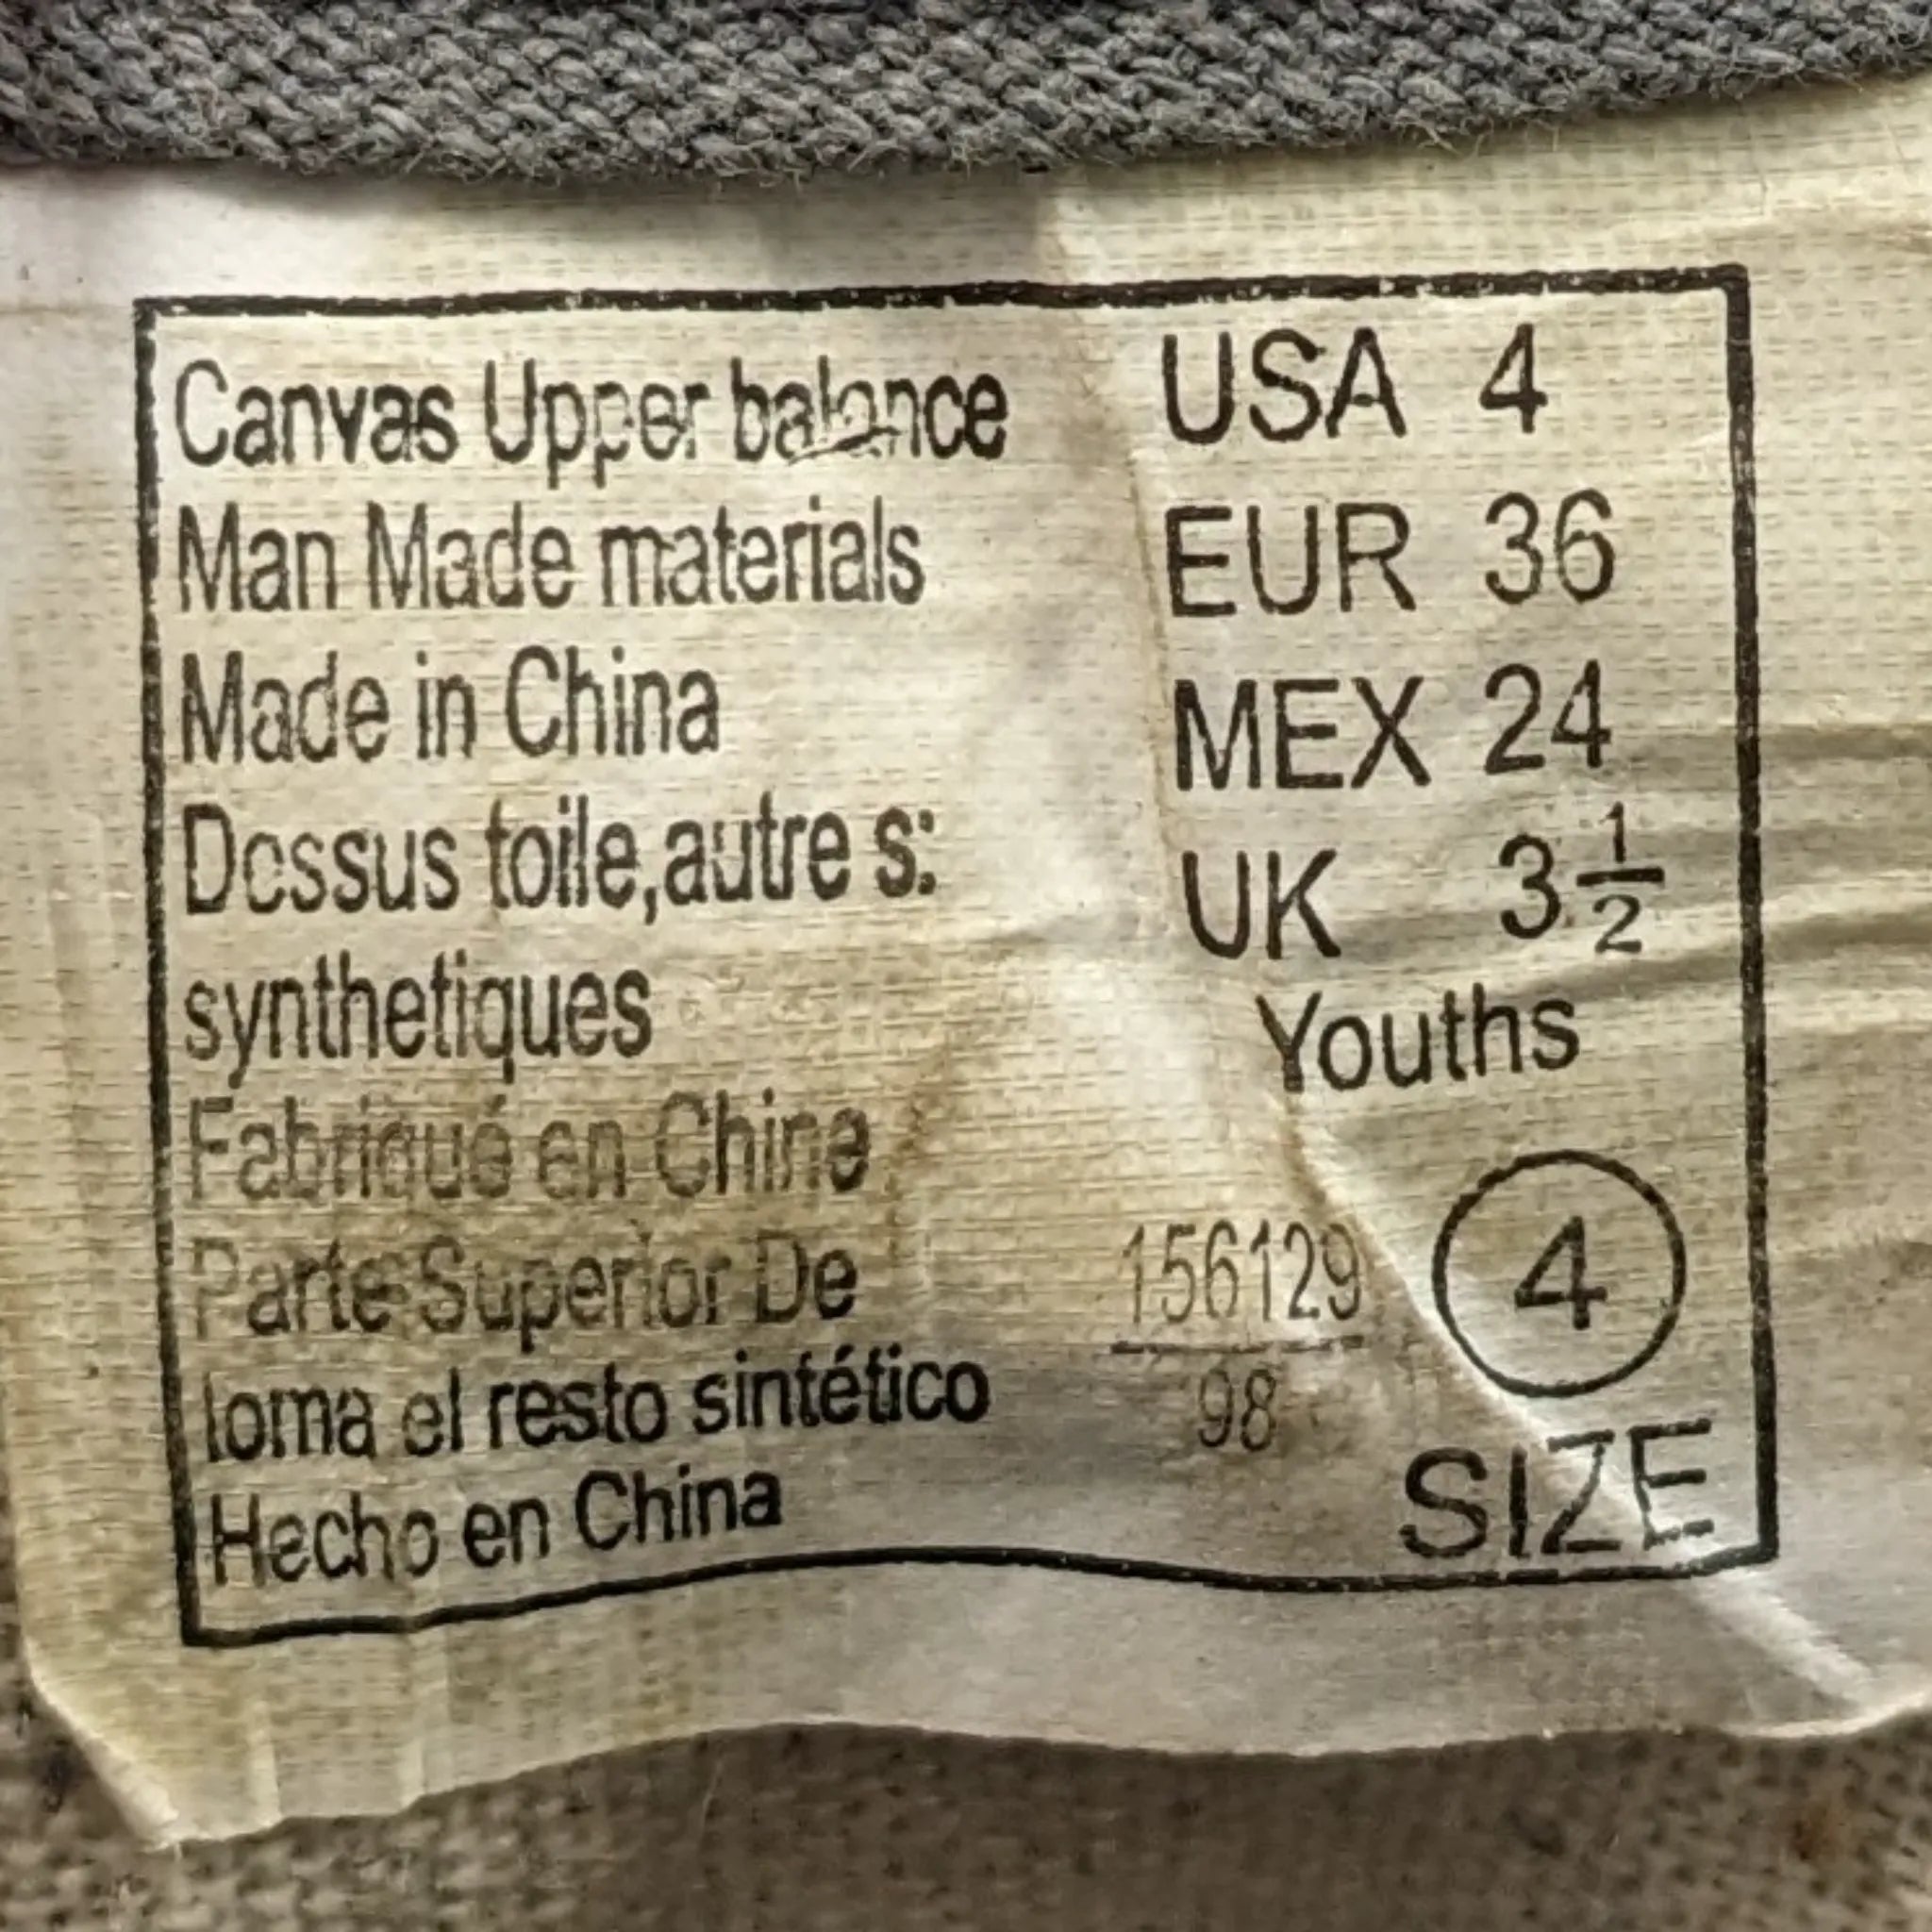 Canvas Upper balance
Man Made materials
Made in China
Dessus toile,autre s:
synthetiques
Fabriqué en Chine
Parte Superior De
lorna el resto sintético
Hecho en China
USA 4
EUR 36
MEX 24
UK 3 1/2
Youths
156129
98
4
SIZE